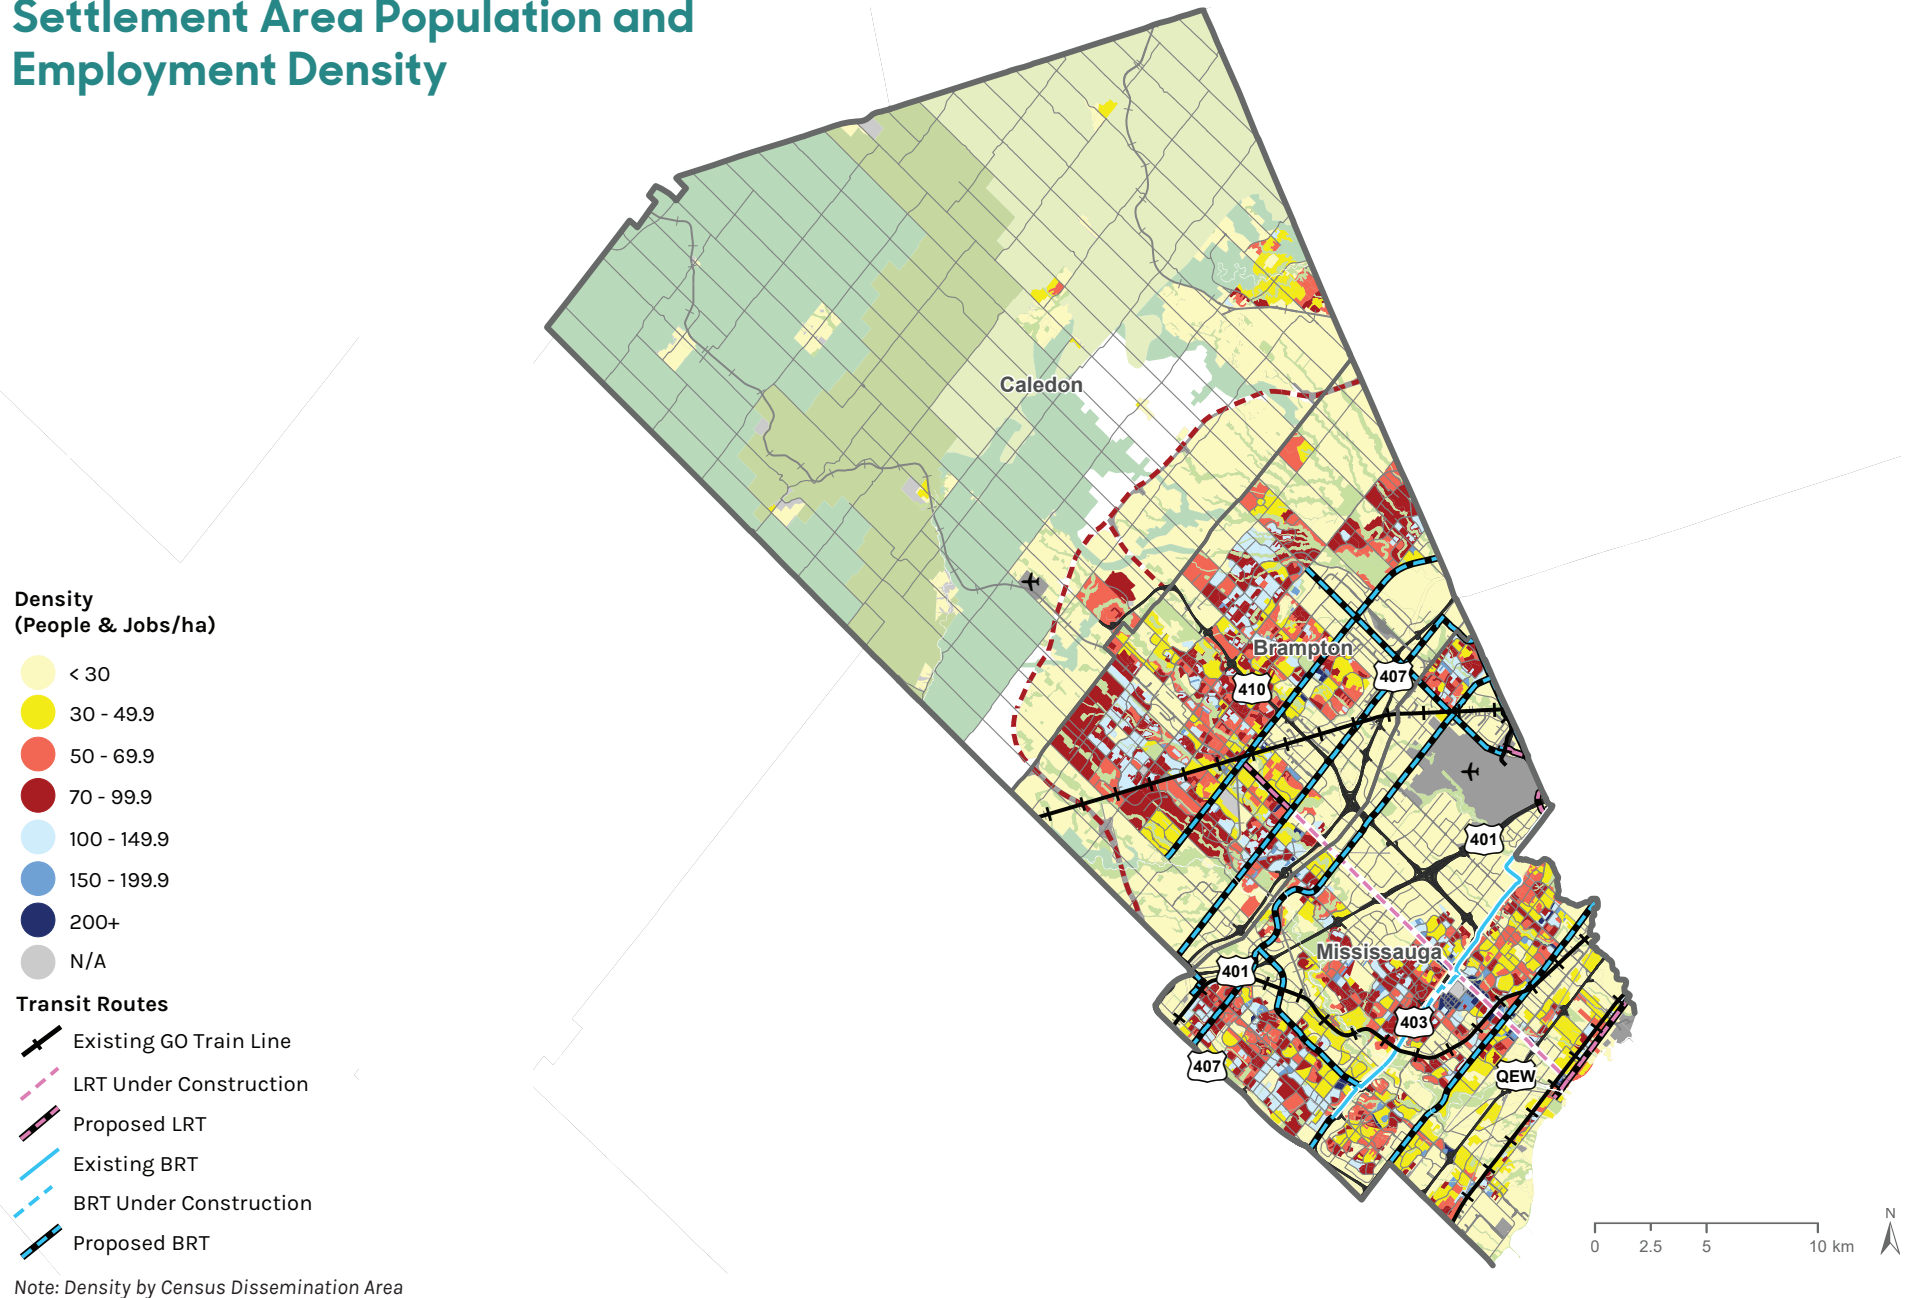 Settlement Area Population and
Employment Density
Caledon
Brampton
410
407
401
Mississauga
401
403
407
QEW
Density
(People & Jobs/ha)
< 30
30 - 49.9
50 - 69.9
70 - 99.9
100 - 149.9
150 - 199.9
200+
N/A
Transit Routes
Existing GO Train Line
LRT Under Construction
Proposed LRT
Existing BRT
BRT Under Construction
Proposed BRT
Note: Density by Census Dissemination Area
0 2.5 5 10 km
N